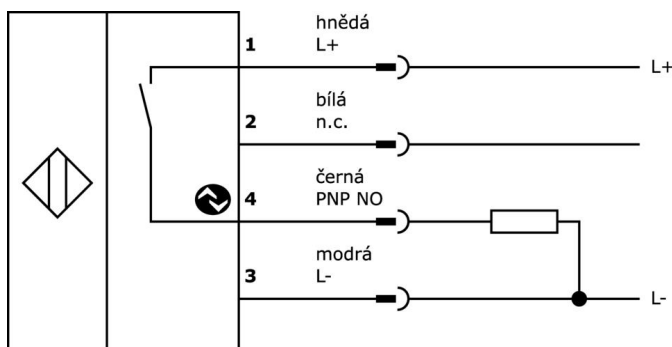 hnědá
1 L+
L+
bílá
2 n.c.
černá
4 PNP NO
modrá
3 L-
L-